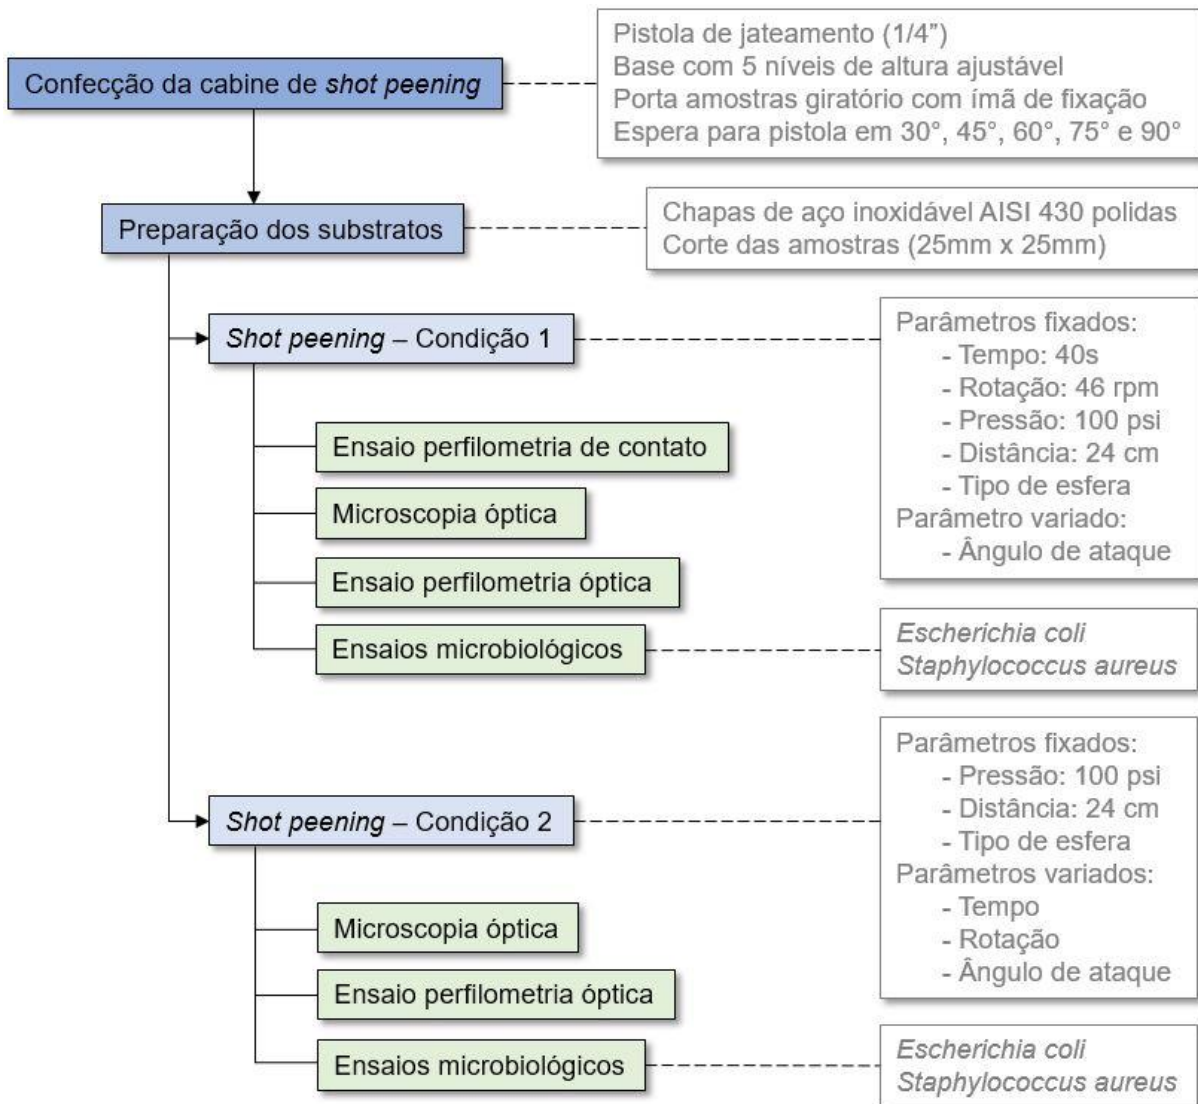 Confecção da cabine de shot peening
Pistola de jateamento (1/4")
Base com 5 níveis de altura ajustável
Porta amostras giratório com ímã de fixação
Espera para pistola em 30°, 45°, 60°, 75° e 90°
Preparação dos substratos
Chapas de aço inoxidável AISI 430 polidas
Corte das amostras (25mm x 25mm)
Shot peening – Condição 1
Parâmetros fixados:
- Tempo: 40s
- Rotação: 46 rpm
- Pressão: 100 psi
- Distância: 24 cm
- Tipo de esfera
Parâmetro variado:
- Ângulo de ataque
Ensaio perfilometria de contato
Microscopia óptica
Ensaio perfilometria óptica
Ensaios microbiológicos
Escherichia coli
Staphylococcus aureus
Shot peening – Condição 2
Parâmetros fixados:
- Pressão: 100 psi
- Distância: 24 cm
- Tipo de esfera
Parâmetros variados:
- Tempo
- Rotação
- Ângulo de ataque
Microscopia óptica
Ensaio perfilometria óptica
Ensaios microbiológicos
Escherichia coli
Staphylococcus aureus